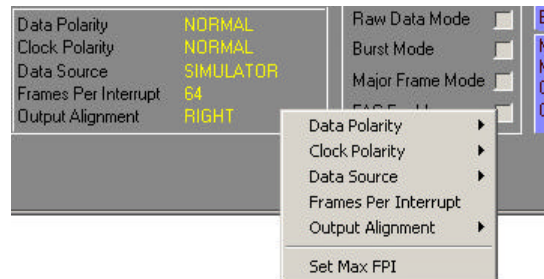 Data Polarity NORMAL
Clock Polarity NORMAL
Data Source SIMULATOR
Frames Per Interrupt 64
Output Alignment RIGHT
Raw Data Mode
Burst Mode
Major Frame Mode
Data Polarity
Clock Polarity
Data Source
Frames Per Interrupt
Output Alignment
Set Max FPI